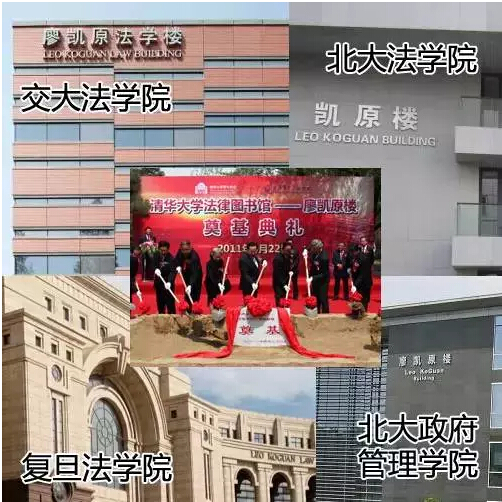 廖凯原法学楼
LEO KOGUAN LAW BUILDING
交大法学院
北大法学院
凯原楼
LEO KOGUAN BUILDING
清华大学法律图书馆——廖凯原楼
奠基典礼
奠基
复旦法学院
LEO KOGUAN LAW
廖凯原楼
Leo KoGuan
Building
北大政府
管理学院